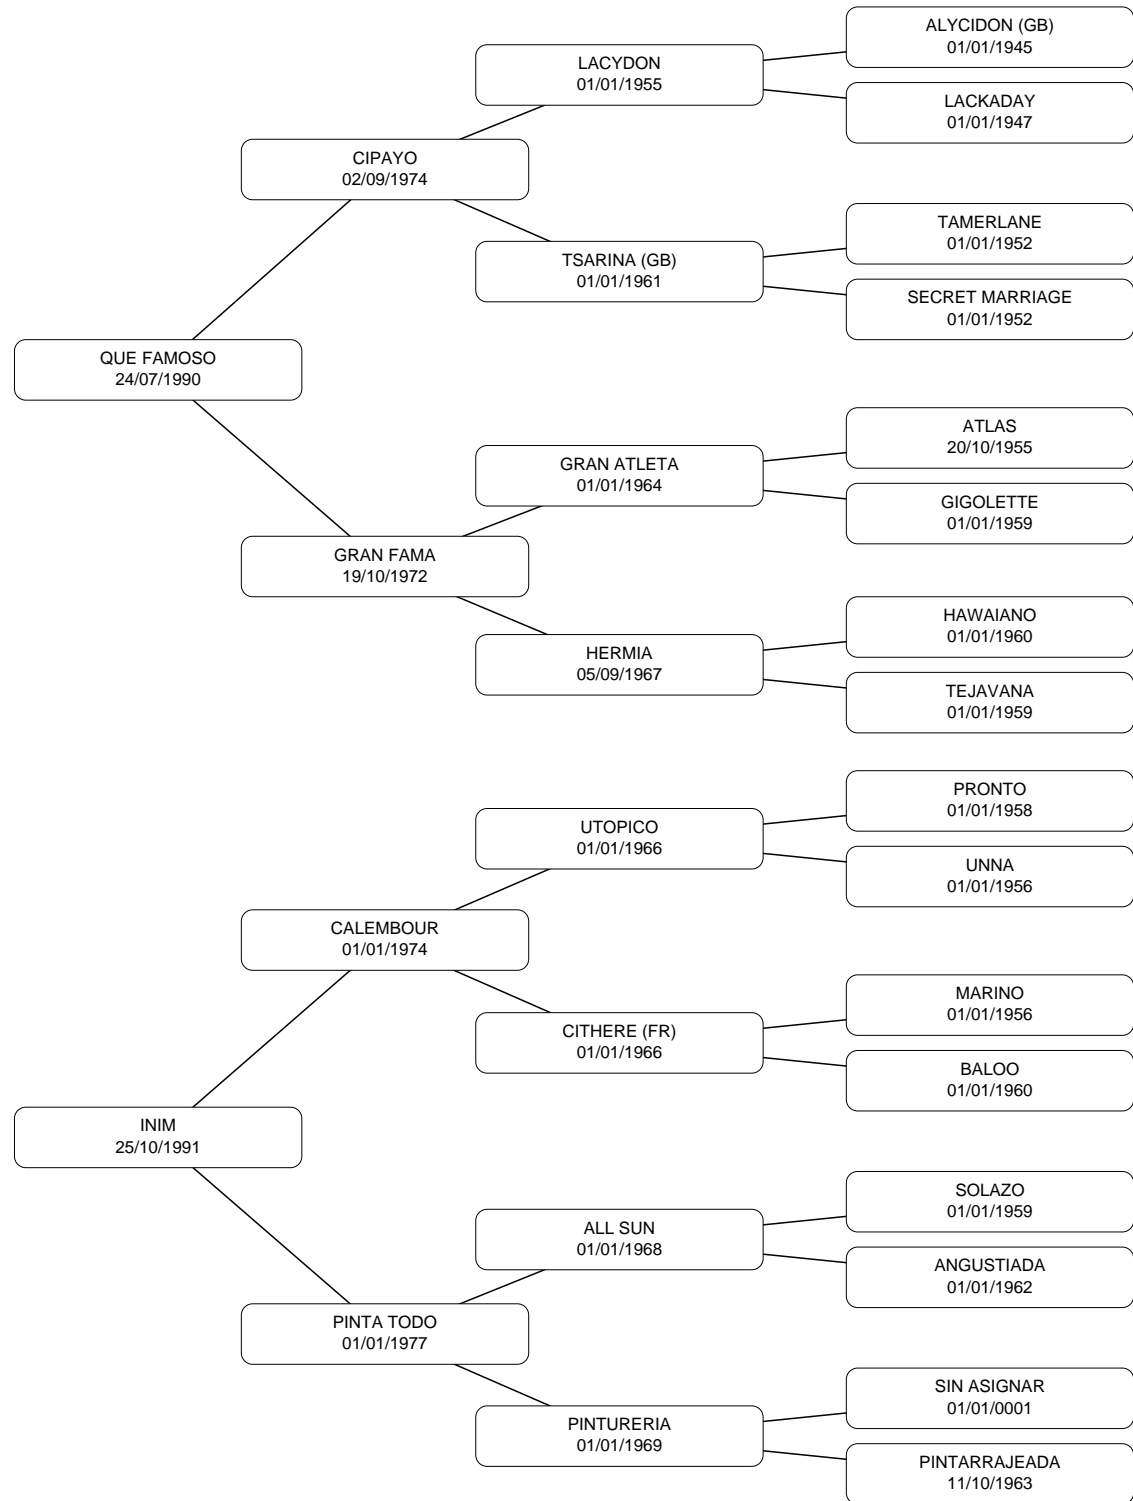 ALYCIDON (GB)
01/01/1945
LACYDON
01/01/1955
LACKADAY
01/01/1947
CIPAYO
02/09/1974
TAMERLANE
01/01/1952
TSARINA (GB)
01/01/1961
SECRET MARRIAGE
01/01/1952
QUE FAMOSO
24/07/1990
ATLAS
20/10/1955
GRAN ATLETA
01/01/1964
GIGOLETTE
01/01/1959
GRAN FAMA
19/10/1972
HAWAIANO
01/01/1960
HERMIA
05/09/1967
TEJAVANA
01/01/1959
PRONTO
01/01/1958
UTOPICO
01/01/1966
UNNA
01/01/1956
CALEMBOUR
01/01/1974
MARINO
01/01/1956
CITHERE (FR)
01/01/1966
BALOO
01/01/1960
INIM
25/10/1991
SOLAZO
01/01/1959
ALL SUN
01/01/1968
ANGUSTIADA
01/01/1962
PINTA TODO
01/01/1977
SIN ASIGNAR
01/01/0001
PINTURERIA
01/01/1969
PINTARRAJEADA
11/10/1963